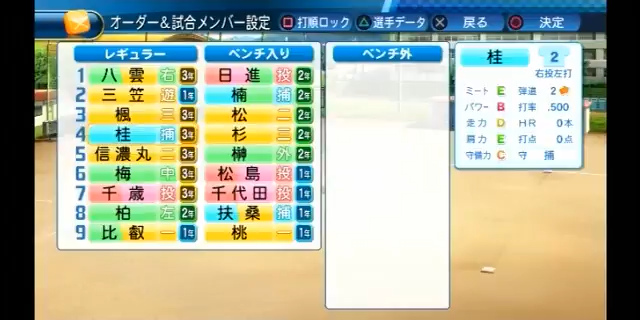 オーダー＆試合メンバー設定 □打順ロック △選手データ ×戻る ○決定
レギュラー ベンチ入り ベンチ外
1 八雲 右 3年 日進 投 2年
2 三笠 遊 1年 楠 捕 2年
3 楓 三 3年 松 二 2年
4 桂 捕 3年 杉 三 2年
5 信濃丸 二 3年 榊 外 2年
6 梅 中 3年 松島 投 1年
7 千歳 投 3年 千代田 投 1年
8 柏 左 2年 扶桑 捕 1年
9 比叡 一 1年 桃 一 1年
桂 2
右投左打
ミート E 弾道 2
パワー B 打率 .500
走力 D HR 0本
肩力 E 打点 0点
守備力 C 守 捕